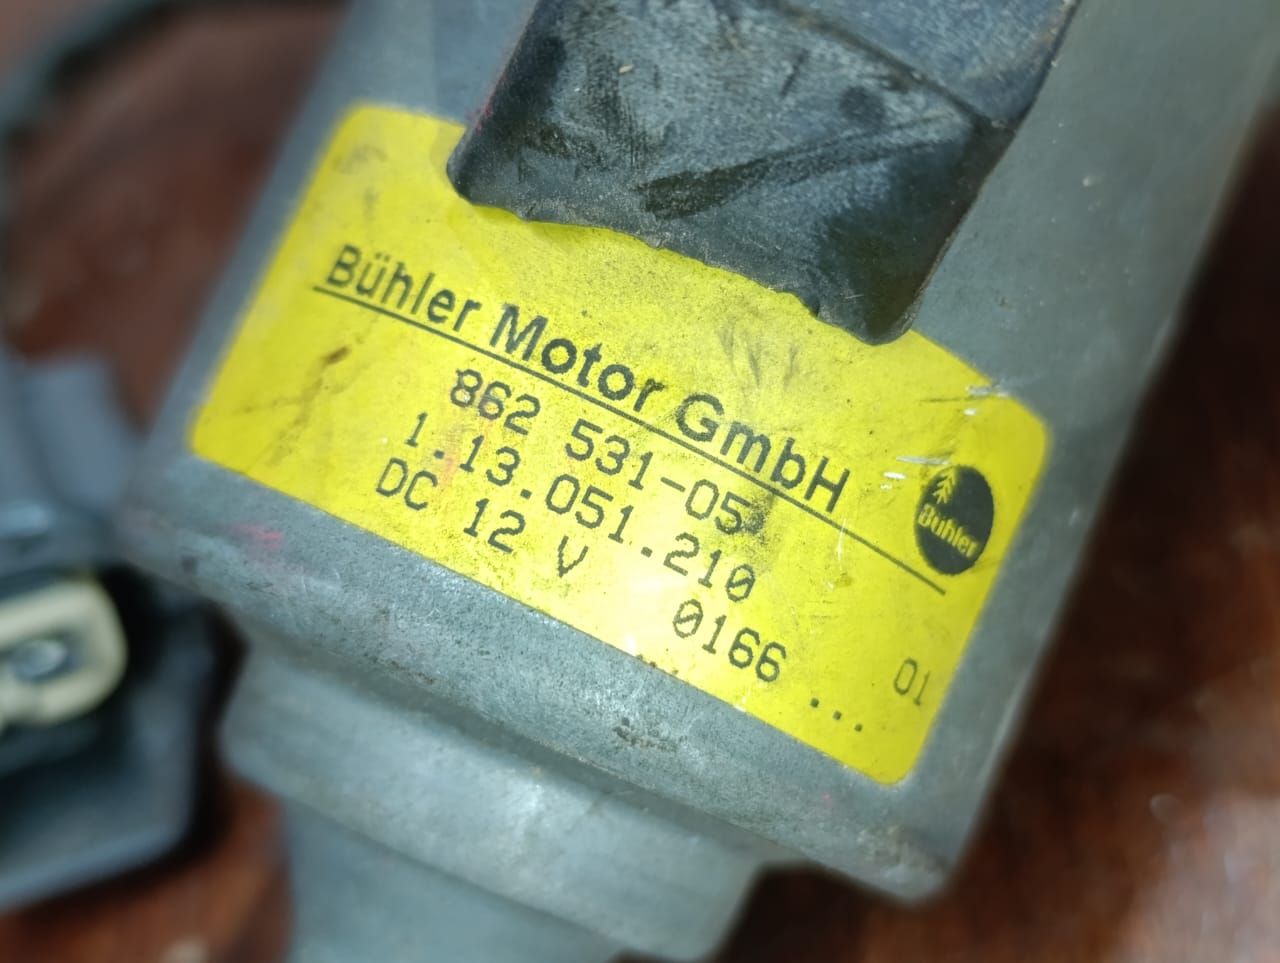 Bühler Motor GmbH
862 531-05
1.13.051.210
DC 12 V
0166 ... 01
Bühler